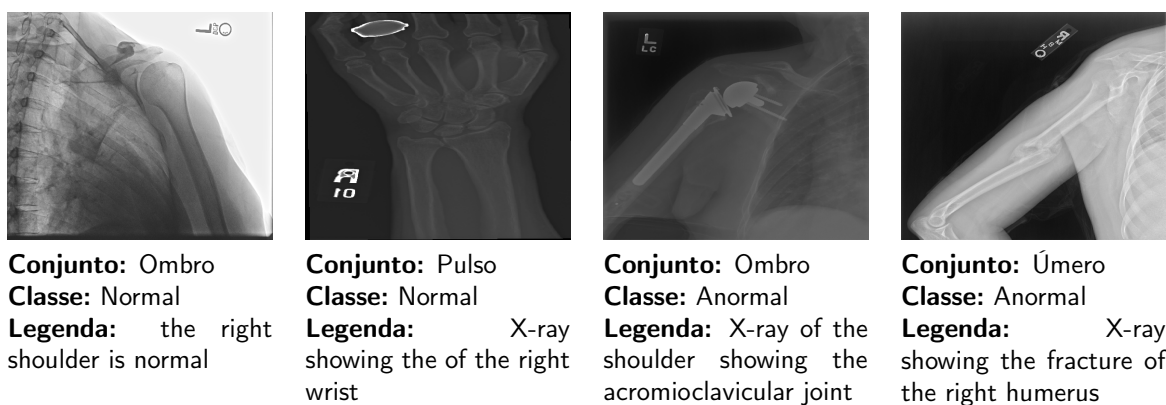 L
L
LC
10
Conjunto: Ombro
Classe: Normal
Legenda: the right
shoulder is normal
Conjunto: Pulso
Classe: Normal
Legenda: X-ray
showing the of the right
wrist
Conjunto: Ombro
Classe: Anormal
Legenda: X-ray of the
shoulder showing the
acromioclavicular joint
Conjunto: Úmero
Classe: Anormal
Legenda: X-ray
showing the fracture of
the right humerus